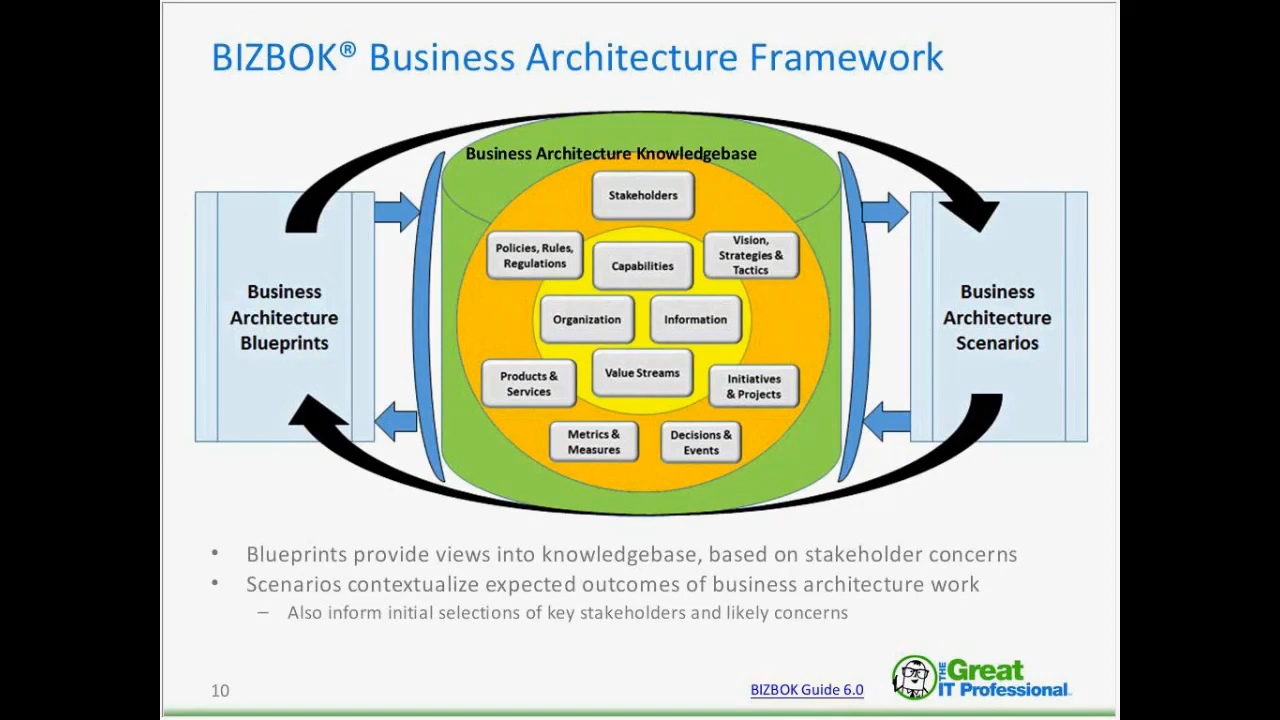 BIZBOK® Business Architecture Framework
Business Architecture Knowledgebase
Stakeholders
Policies, Rules,
Regulations
Capabilities
Vision,
Strategies &
Tactics
Organization
Information
Products &
Services
Value Streams
Initiatives
& Projects
Metrics &
Measures
Decisions &
Events
Business
Architecture
Blueprints
Business
Architecture
Scenarios
• Blueprints provide views into knowledgebase, based on stakeholder concerns
• Scenarios contextualize expected outcomes of business architecture work
– Also inform initial selections of key stakeholders and likely concerns
10
BIZBOK Guide 6.0
THE Great
IT Professional